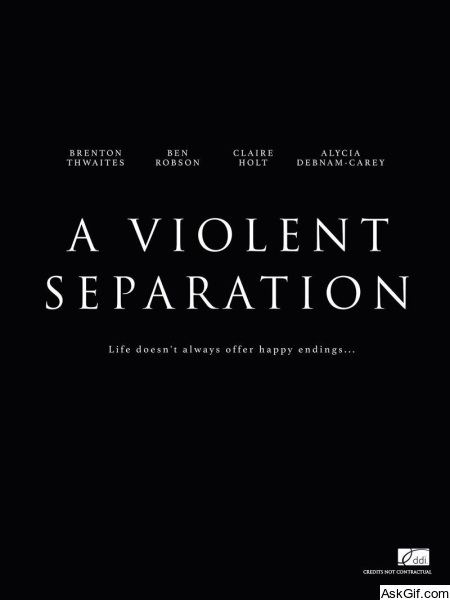 BRENTON BEN CLAIRE ALYCIA
THWAITES ROBSON HOLT DEBNAM-CAREY
A VIOLENT
SEPARATION
Life doesn't always offer happy endings...
ddi
CREDITS NOT CONTRACTUAL
AskGif.com